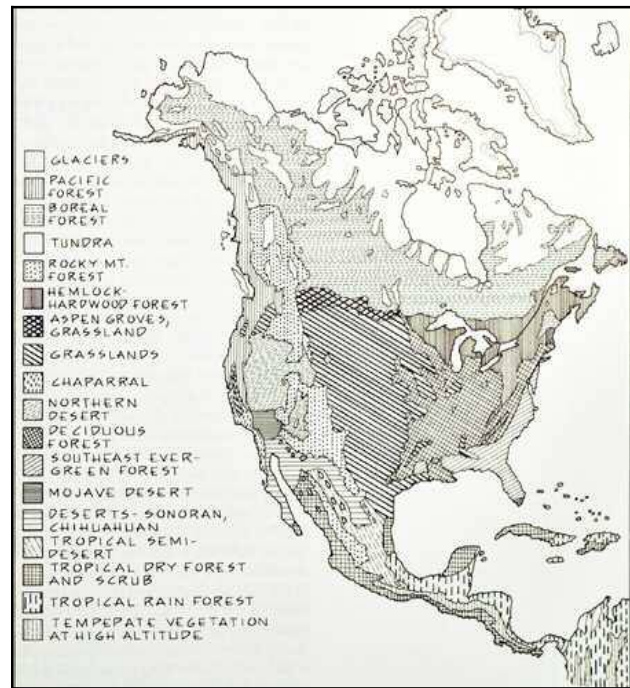 GLACIERS
PACIFIC
FOREST
BOREAL
FOREST
TUNDRA
ROCKY MT.
FOREST
HEMLOCK-
HARDWOOD FOREST
ASPEN GROVES,
GRASSLAND
GRASSLANDS
CHAPARRAL
NORTHERN
DESERT
DECIDUOUS
FOREST
SOUTHEAST EVER-
GREEN FOREST
MOJAVE DESERT
DESERTS-SONORAN,
CHIHUAHUAN
TROPICAL SEMI-
DESERT
TROPICAL DRY FOREST
AND SCRUB
TROPICAL RAIN FOREST
TEMPEPATE VEGETATION
AT HIGH ALTITUDE